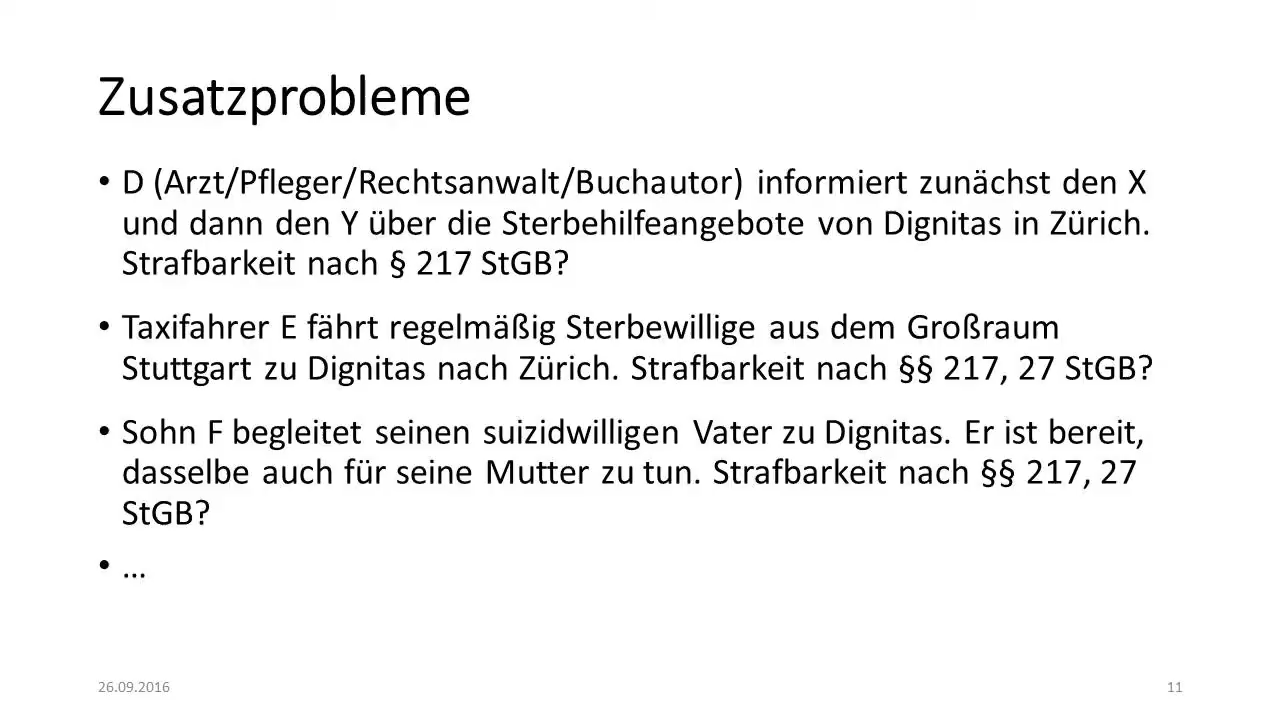 Zusatzprobleme
• D (Arzt/Pfleger/Rechtsanwalt/Buchautor) informiert zunächst den X
und dann den Y über die Sterbehilfeangebote von Dignitas in Zürich.
Strafbarkeit nach § 217 StGB?
• Taxifahrer E fährt regelmäßig Sterbewillige aus dem Großraum
Stuttgart zu Dignitas nach Zürich. Strafbarkeit nach §§ 217, 27 StGB?
• Sohn F begleitet seinen suizidwilligen Vater zu Dignitas. Er ist bereit,
dasselbe auch für seine Mutter zu tun. Strafbarkeit nach §§ 217, 27
StGB?
• …
26.09.2016
11